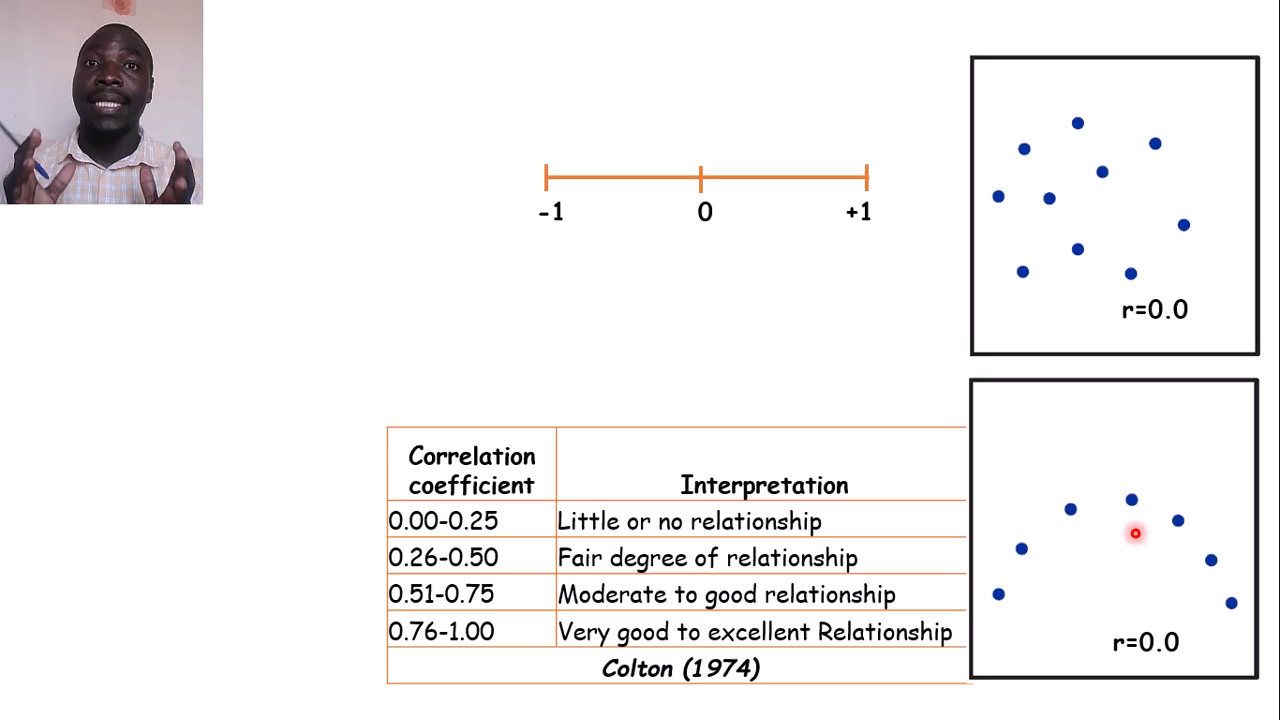 -1 0 +1
r=0.0
Correlation
coefficient
Interpretation
0.00-0.25 Little or no relationship
0.26-0.50 Fair degree of relationship
0.51-0.75 Moderate to good relationship
0.76-1.00 Very good to excellent Relationship
Colton (1974)
r=0.0